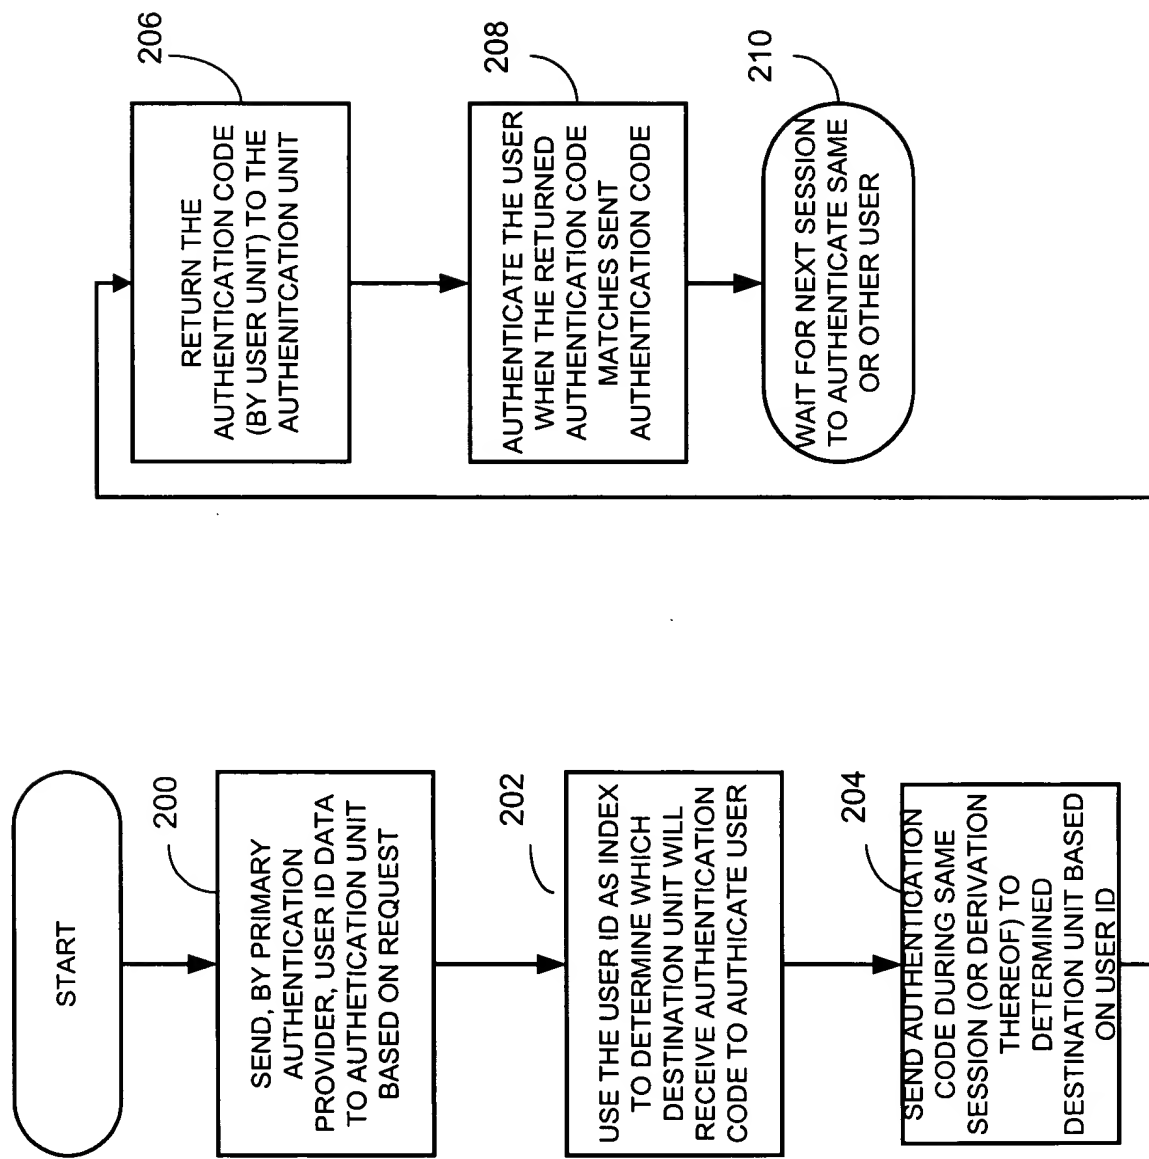 START
200
SEND, BY PRIMARY
AUTHENTICATION
PROVIDER, USER ID DATA
TO AUTHETICATION UNIT
BASED ON REQUEST
202
USE THE USER ID AS INDEX
TO DETERMINE WHICH
DESTINATION UNIT WILL
RECEIVE AUTHENTICATION
CODE TO AUTHICATE USER
204
SEND AUTHENTICATION
CODE DURING SAME
SESSION (OR DERIVATION
THEREOF) TO
DETERMINED
DESTINATION UNIT BASED
ON USER ID
206
RETURN THE
AUTHENTICATION CODE
(BY USER UNIT) TO THE
AUTHENITCATION UNIT
208
AUTHENTICATE THE USER
WHEN THE RETURNED
AUTHENTICATION CODE
MATCHES SENT
AUTHENTICATION CODE
210
WAIT FOR NEXT SESSION
TO AUTHENTICATE SAME
OR OTHER USER